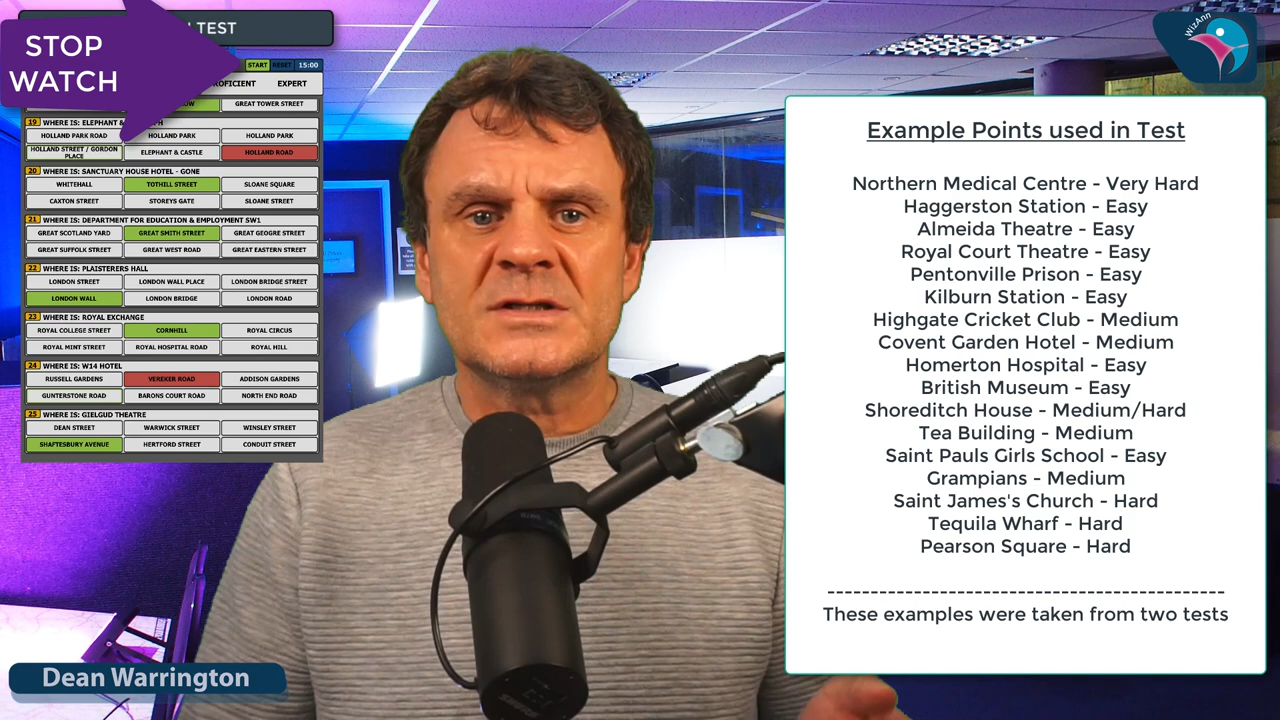 TEST
STOP
WATCH
START RESET 15:00
EXPERT
GREAT TOWER STREET
19 WHERE IS: ELEPHANT &
HOLLAND PARK ROAD HOLLAND PARK HOLLAND PARK
HOLLAND STREET / GORDON PLACE ELEPHANT & CASTLE HOLLAND ROAD
20 WHERE IS: SANCTUARY HOUSE HOTEL - GONE
WHITEHALL TOTHILL STREET SLOANE SQUARE
CAXTON STREET STOREYS GATE SLOANE STREET
21 WHERE IS: DEPARTMENT FOR EDUCATION & EMPLOYMENT SW1
GREAT SCOTLAND YARD GREAT SMITH STREET GREAT GEOGRE STREET
GREAT SUFFOLK STREET GREAT WEST ROAD GREAT EASTERN STREET
22 WHERE IS: PLAISTERERS HALL
LONDON STREET LONDON WALL PLACE LONDON BRIDGE STREET
LONDON WALL LONDON BRIDGE LONDON ROAD
23 WHERE IS: ROYAL EXCHANGE
ROYAL COLLEGE STREET CORNHILL ROYAL CIRCUS
ROYAL MINT STREET ROYAL HOSPITAL ROAD ROYAL HILL
24 WHERE IS: W14 HOTEL
RUSSELL GARDENS VEREKER ROAD ADDISON GARDENS
GUNTERSTONE ROAD BARONS COURT ROAD NORTH END ROAD
25 WHERE IS: GIELGUD THEATRE
DEAN STREET WARWICK STREET WINSLEY STREET
SHAFTESBURY AVENUE HERTFORD STREET CONDUIT STREET
WizAnn
Example Points used in Test
Northern Medical Centre - Very Hard
Haggerston Station - Easy
Almeida Theatre - Easy
Royal Court Theatre - Easy
Pentonville Prison - Easy
Kilburn Station - Easy
Highgate Cricket Club - Medium
Covent Garden Hotel - Medium
Homerton Hospital - Easy
British Museum - Easy
Shoreditch House - Medium/Hard
Tea Building - Medium
Saint Pauls Girls School - Easy
Grampians - Medium
Saint James's Church - Hard
Tequila Wharf - Hard
Pearson Square - Hard
----------------------------------------------
These examples were taken from two tests
Dean Warrington